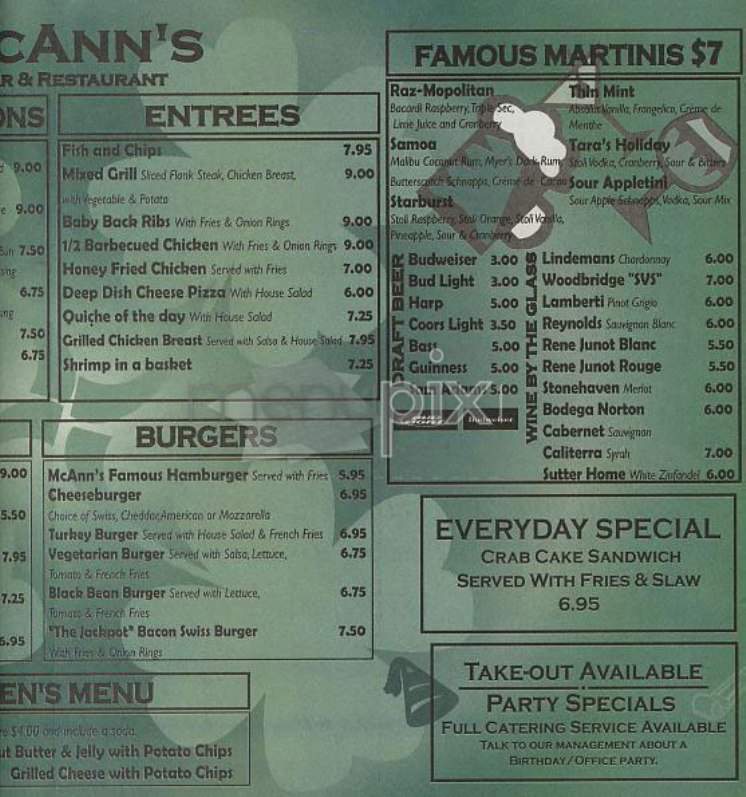 CANN'S
R & RESTAURANT
ONS
9.00
9.00
7.50
6.75
7.50
6.75
ENTREES
Fish and Chips 7.95
Mixed Grill Sliced Flank Steak, Chicken Breast, 9.00
with Vegetable & Potato
Baby Back Ribs With Fries & Onion Rings 9.00
1/2 Barbecued Chicken With Fries & Onion Rings 9.00
Honey Fried Chicken Served with Fries 7.00
Deep Dish Cheese Pizza With House Salad 6.00
Quiche of the day With House Salad 7.25
Grilled Chicken Breast Served with Salsa & House Salad 7.95
Shrimp in a basket 7.25
9.00
5.50
7.95
7.25
6.95
BURGERS
McAnn's Famous Hamburger Served with Fries 5.95
Cheeseburger 6.95
Choice of Swiss, Cheddar, American or Mozzarella
Turkey Burger Served with House Salad & French Fries 6.95
Vegetarian Burger Served with Salsa, Lettuce, 6.75
Tomato & French Fries
Black Bean Burger Served with Lettuce, 6.75
Tomato & French Fries
"The Jackpot" Bacon Swiss Burger 7.50
With Fries & Onion Rings
EN'S MENU
$4.00 and include a soda.
ut Butter & Jelly with Potato Chips
Grilled Cheese with Potato Chips
FAMOUS MARTINIS $7
Raz-Mopolitan
Bacardi Raspberry, Triple Sec,
Lime Juice and Cranberry
Samoa
Malibu Coconut Rum, Myer's Dark Rum,
Butterscotch Schnapps, Créme de Cacao
Starburst
Stoli Raspberry, Stoli Orange, Stoli Vanilla,
Pineapple, Sour & Cranberry
Thin Mint
Absolut Vanilla, Frangelica, Créme de
Menthe
Tara's Holiday
Stoli Vodka, Cranberry, Sour & Bitters
Sour Appletini
Sour Apple Schnapps, Vodka, Sour Mix
DRAFT BEER
Budweiser 3.00
Bud Light 3.00
Harp 5.00
Coors Light 3.50
Bass 5.00
Guinness 5.00
Sam Adams 5.00
Budweiser
WINE BY THE GLASS
Lindemans Chardonnay 6.00
Woodbridge "SVS" 7.00
Lamberti Pinot Grigio 6.00
Reynolds Sauvignon Blanc 6.00
Rene Junot Blanc 5.50
Rene Junot Rouge 5.50
Stonehaven Merlot 6.00
Bodega Norton 6.00
Cabernet Sauvignon
Caliterra Syrah 7.00
Sutter Home White Zinfandel 6.00
menupix
EVERYDAY SPECIAL
CRAB CAKE SANDWICH
SERVED WITH FRIES & SLAW
6.95
TAKE-OUT AVAILABLE
PARTY SPECIALS
FULL CATERING SERVICE AVAILABLE
TALK TO OUR MANAGEMENT ABOUT A
BIRTHDAY/OFFICE PARTY.